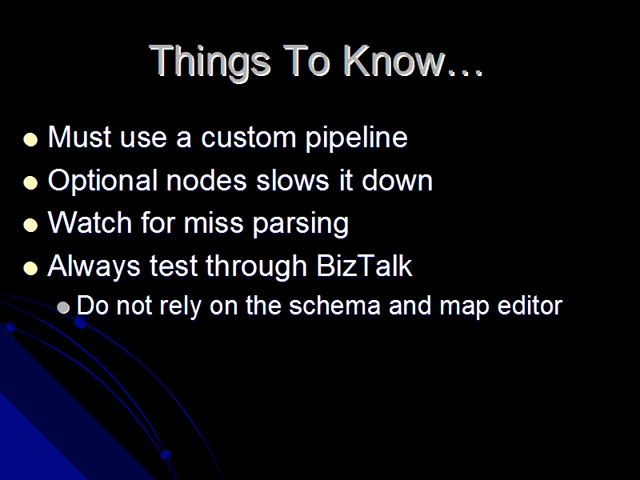 Things To Know…
Must use a custom pipeline
Optional nodes slows it down
Watch for miss parsing
Always test through BizTalk
Do not rely on the schema and map editor